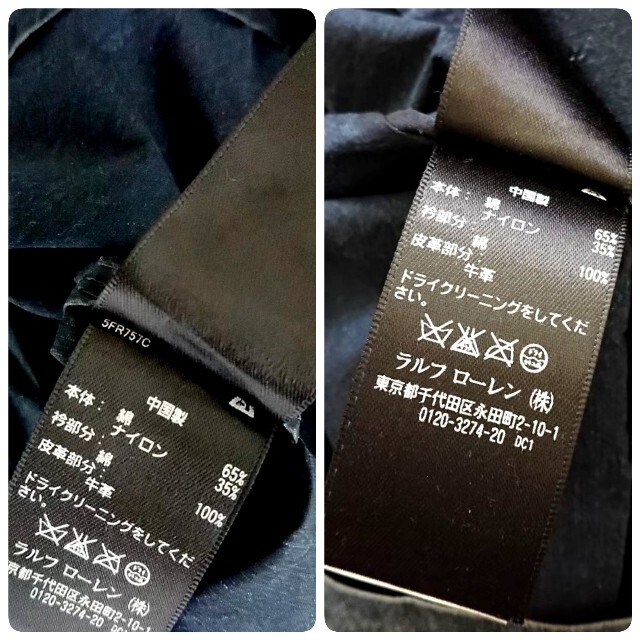 5FR757C
中国製
本体: 綿 65%
ナイロン 35%
衿部分: 綿 100%
皮革部分: 牛革
ドライクリーニングをしてくだ
さい。
ラルフ ローレン (株)
東京都千代田区永田町2-10-1
0120-3274-20 DC1
中国製
本体: 綿 65%
ナイロン 35%
衿部分: 綿 100%
皮革部分: 牛革
ドライクリーニングをしてくだ
さい。
ラルフ ローレン (株)
東京都千代田区永田町2-10-1
0120-3274-20 DC1